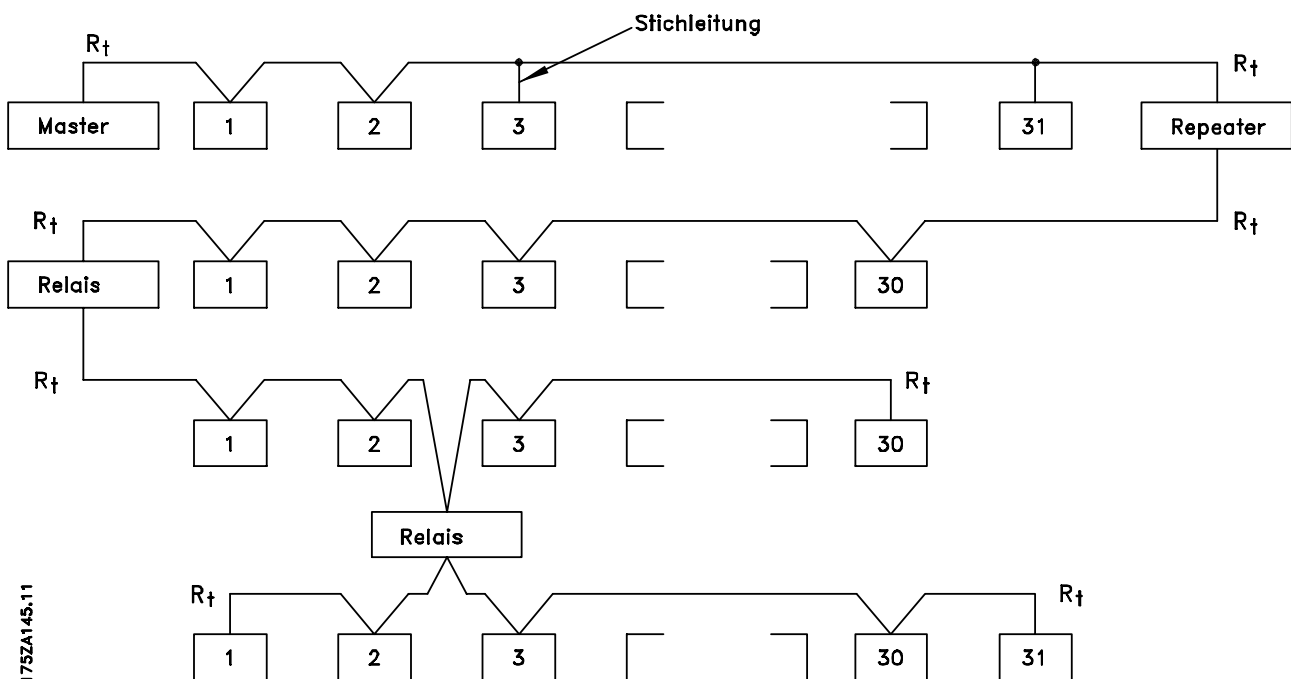 Stichleitung
Rt Rt
Master 1 2 3 31 Repeater
Rt Rt
Relais 1 2 3 30
Rt Rt
1 2 3 30
Relais
Rt Rt
1 2 3 30 31
175ZA145.11